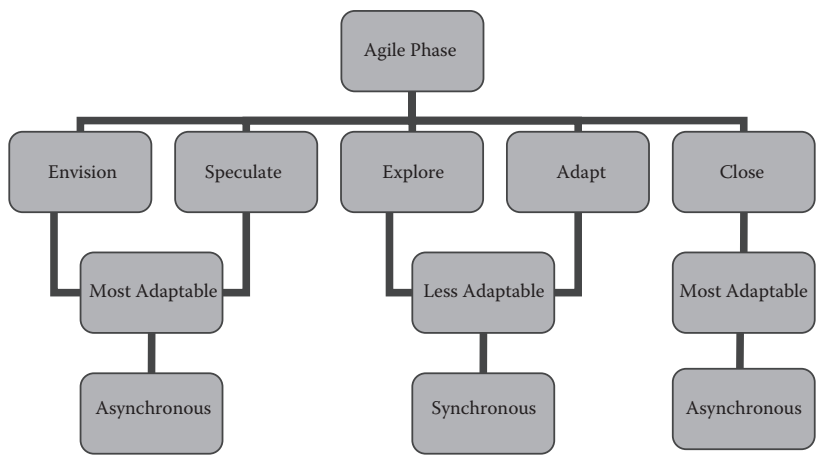 Agile Phase
Envision
Speculate
Explore
Adapt
Close
Most Adaptable
Less Adaptable
Most Adaptable
Asynchronous
Synchronous
Asynchronous